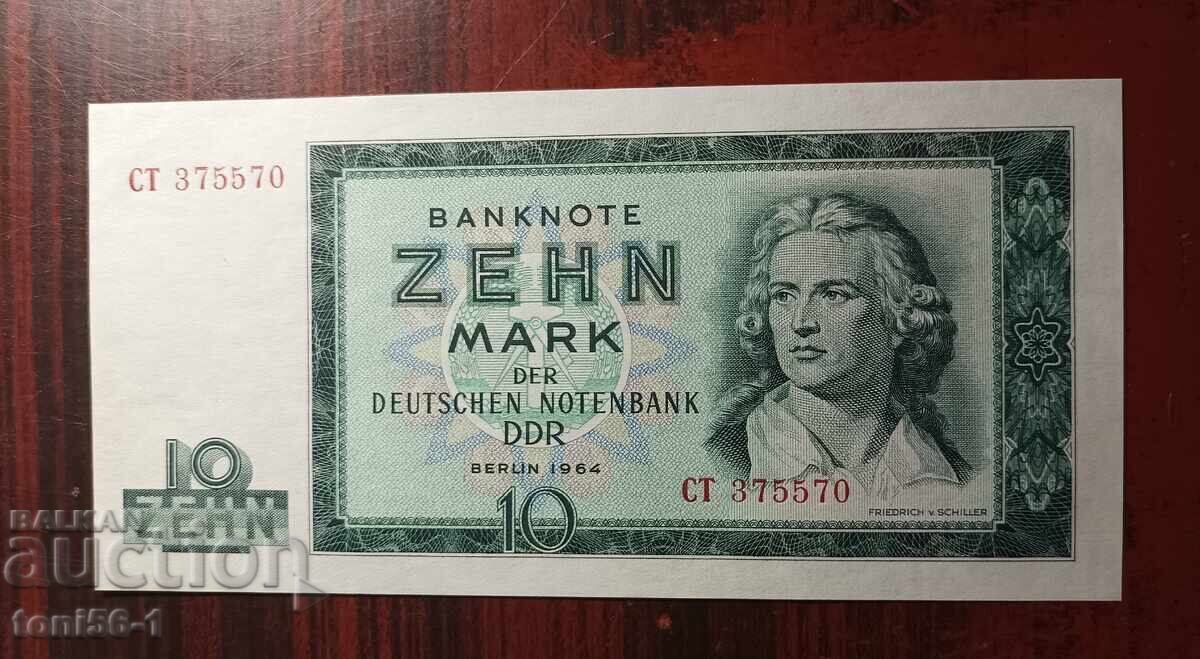 CT 375570
BANKNOTE
ZEHN
MARK
DER
DEUTSCHEN NOTENBANK
DDR
BERLIN 1964
10
CT 375570
FRIEDRICH v. SCHILLER
10
ZEHN
BALKAN
auction
toni56-1